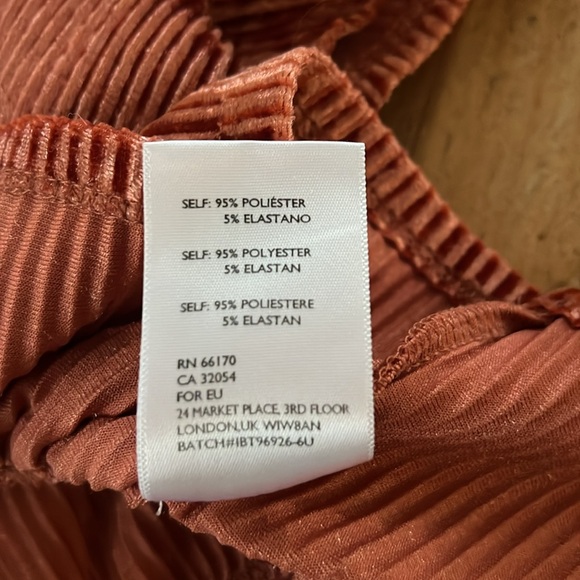 SELF: 95% POLIÉSTER
5% ELASTANO
SELF: 95% POLYESTER
5% ELASTAN
SELF: 95% POLIESTERE
5% ELASTAN
RN 66170
CA 32054
FOR EU
24 MARKET PLACE, 3RD FLOOR
LONDON,UK W1W8AN
BATCH#IBT96926-6U